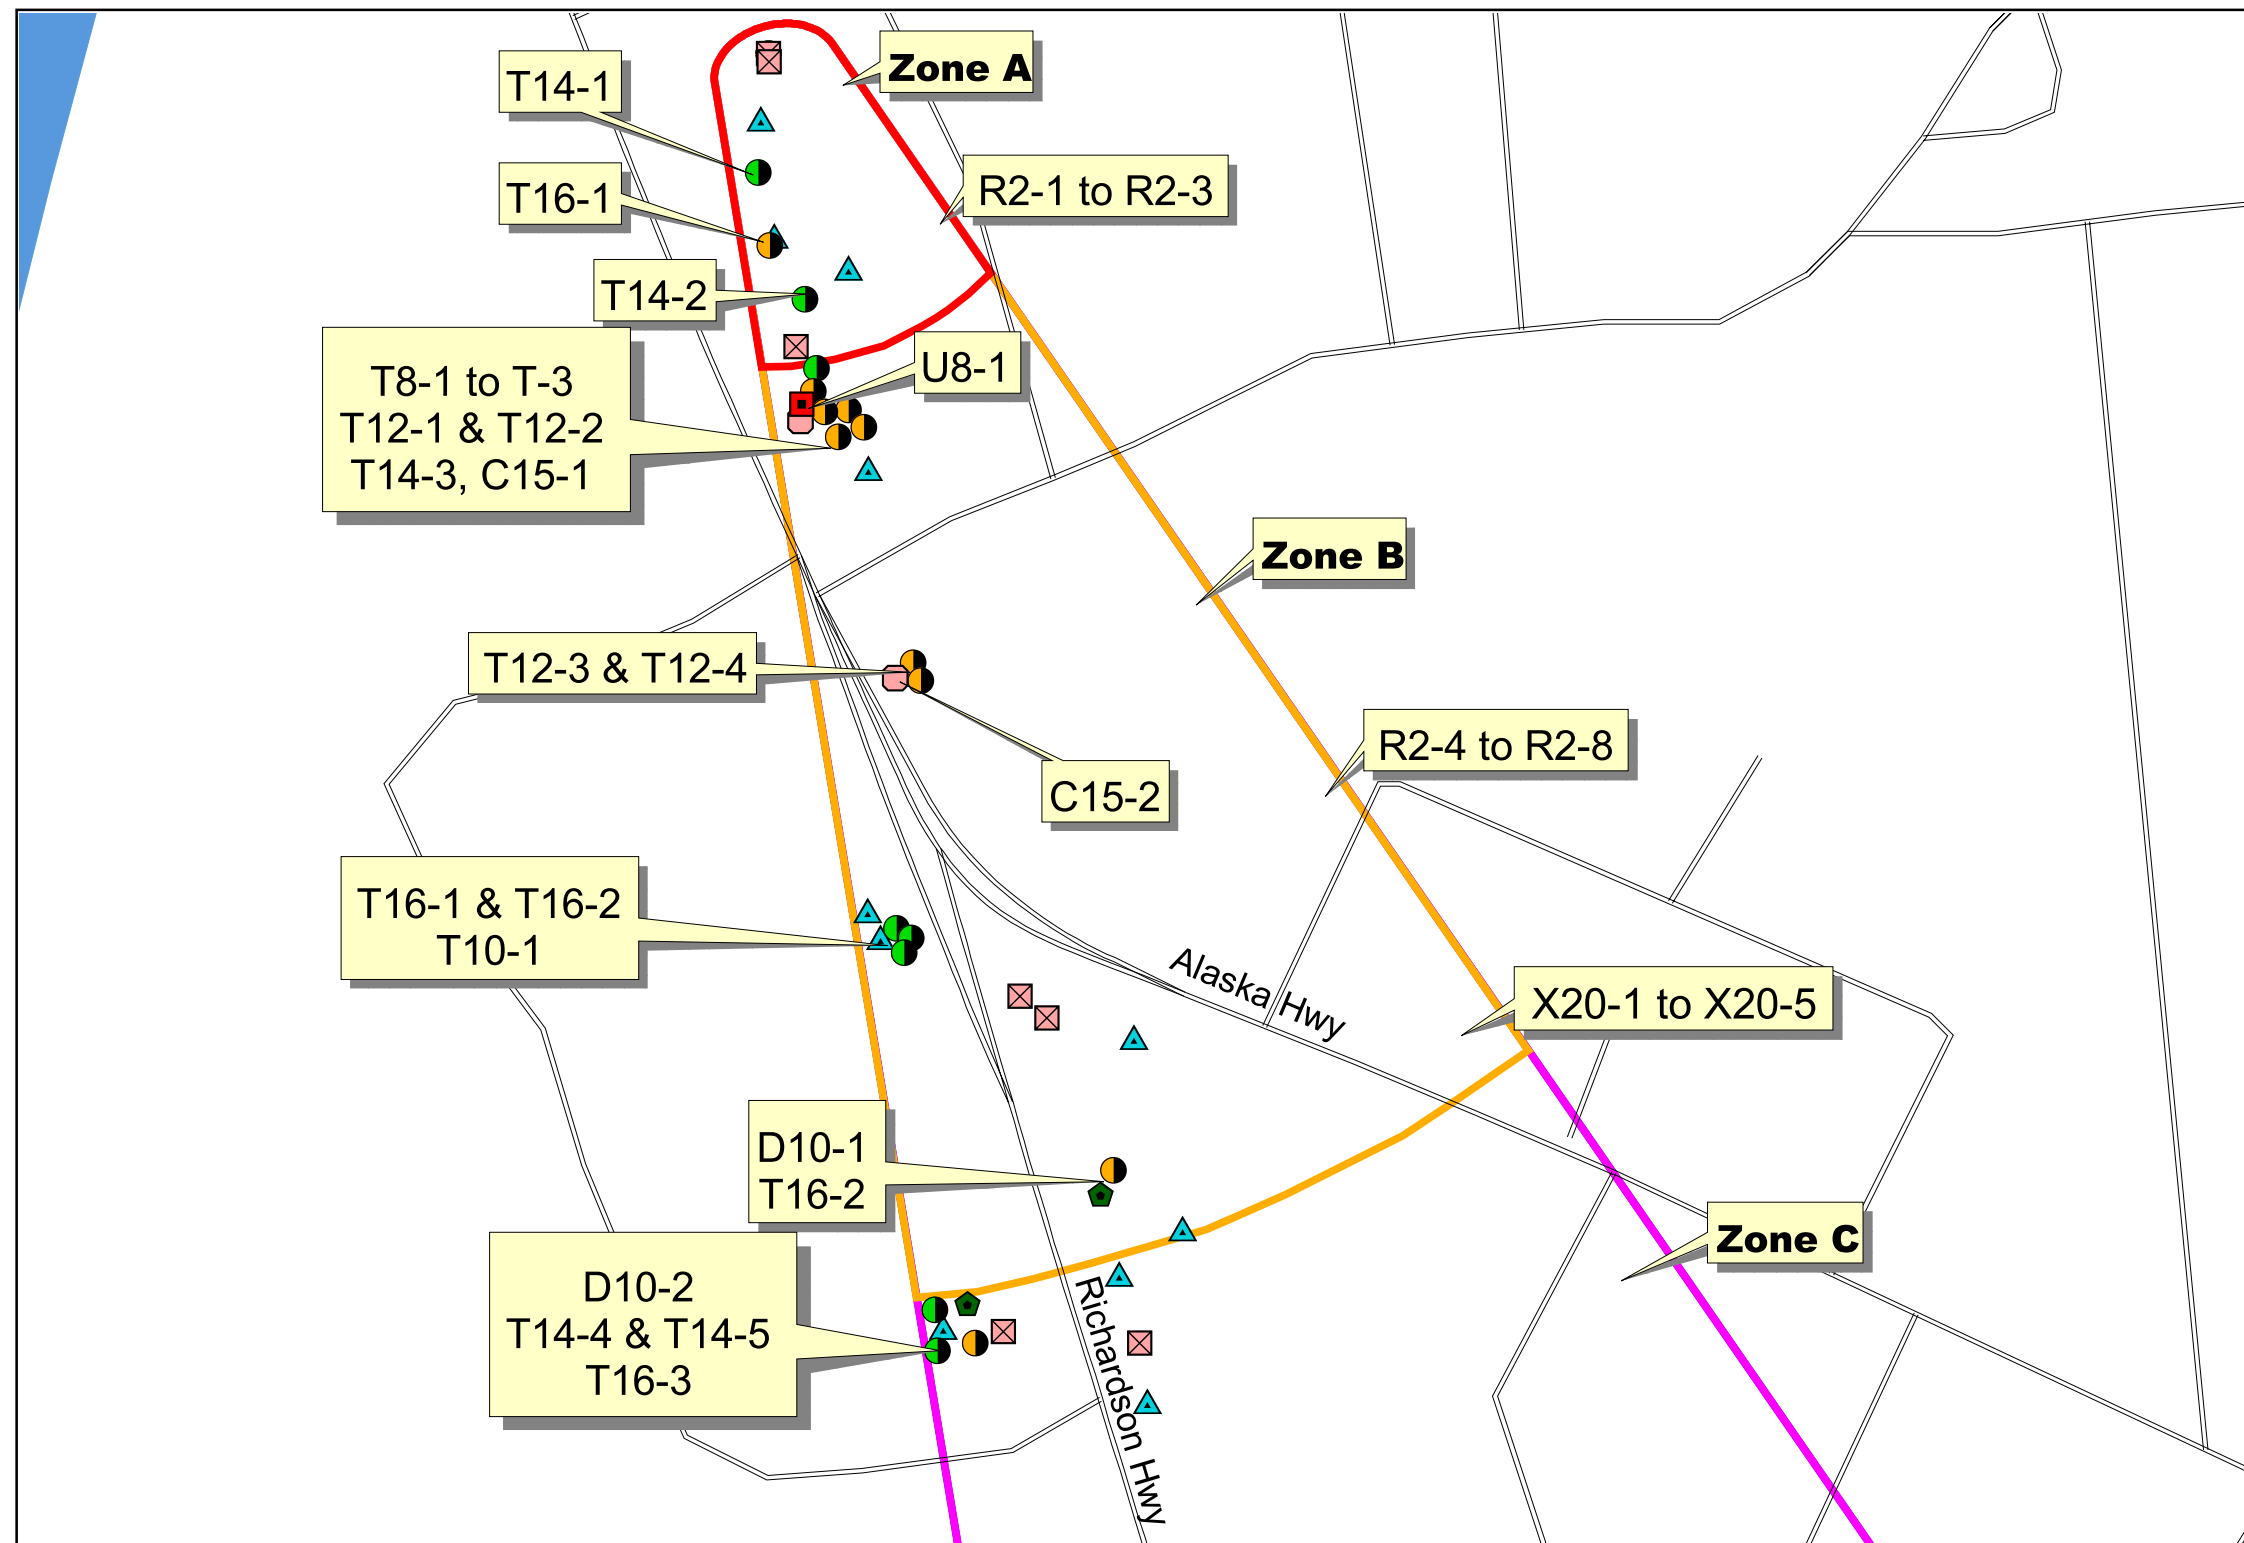 Zone A
T14-1
T16-1
R2-1 to R2-3
T14-2
U8-1
T8-1 to T-3
T12-1 & T12-2
T14-3, C15-1
Zone B
T12-3 & T12-4
R2-4 to R2-8
C15-2
T16-1 & T16-2
T10-1
Alaska Hwy
X20-1 to X20-5
D10-1
T16-2
Zone C
D10-2
T14-4 & T14-5
T16-3
Richardson Hwy